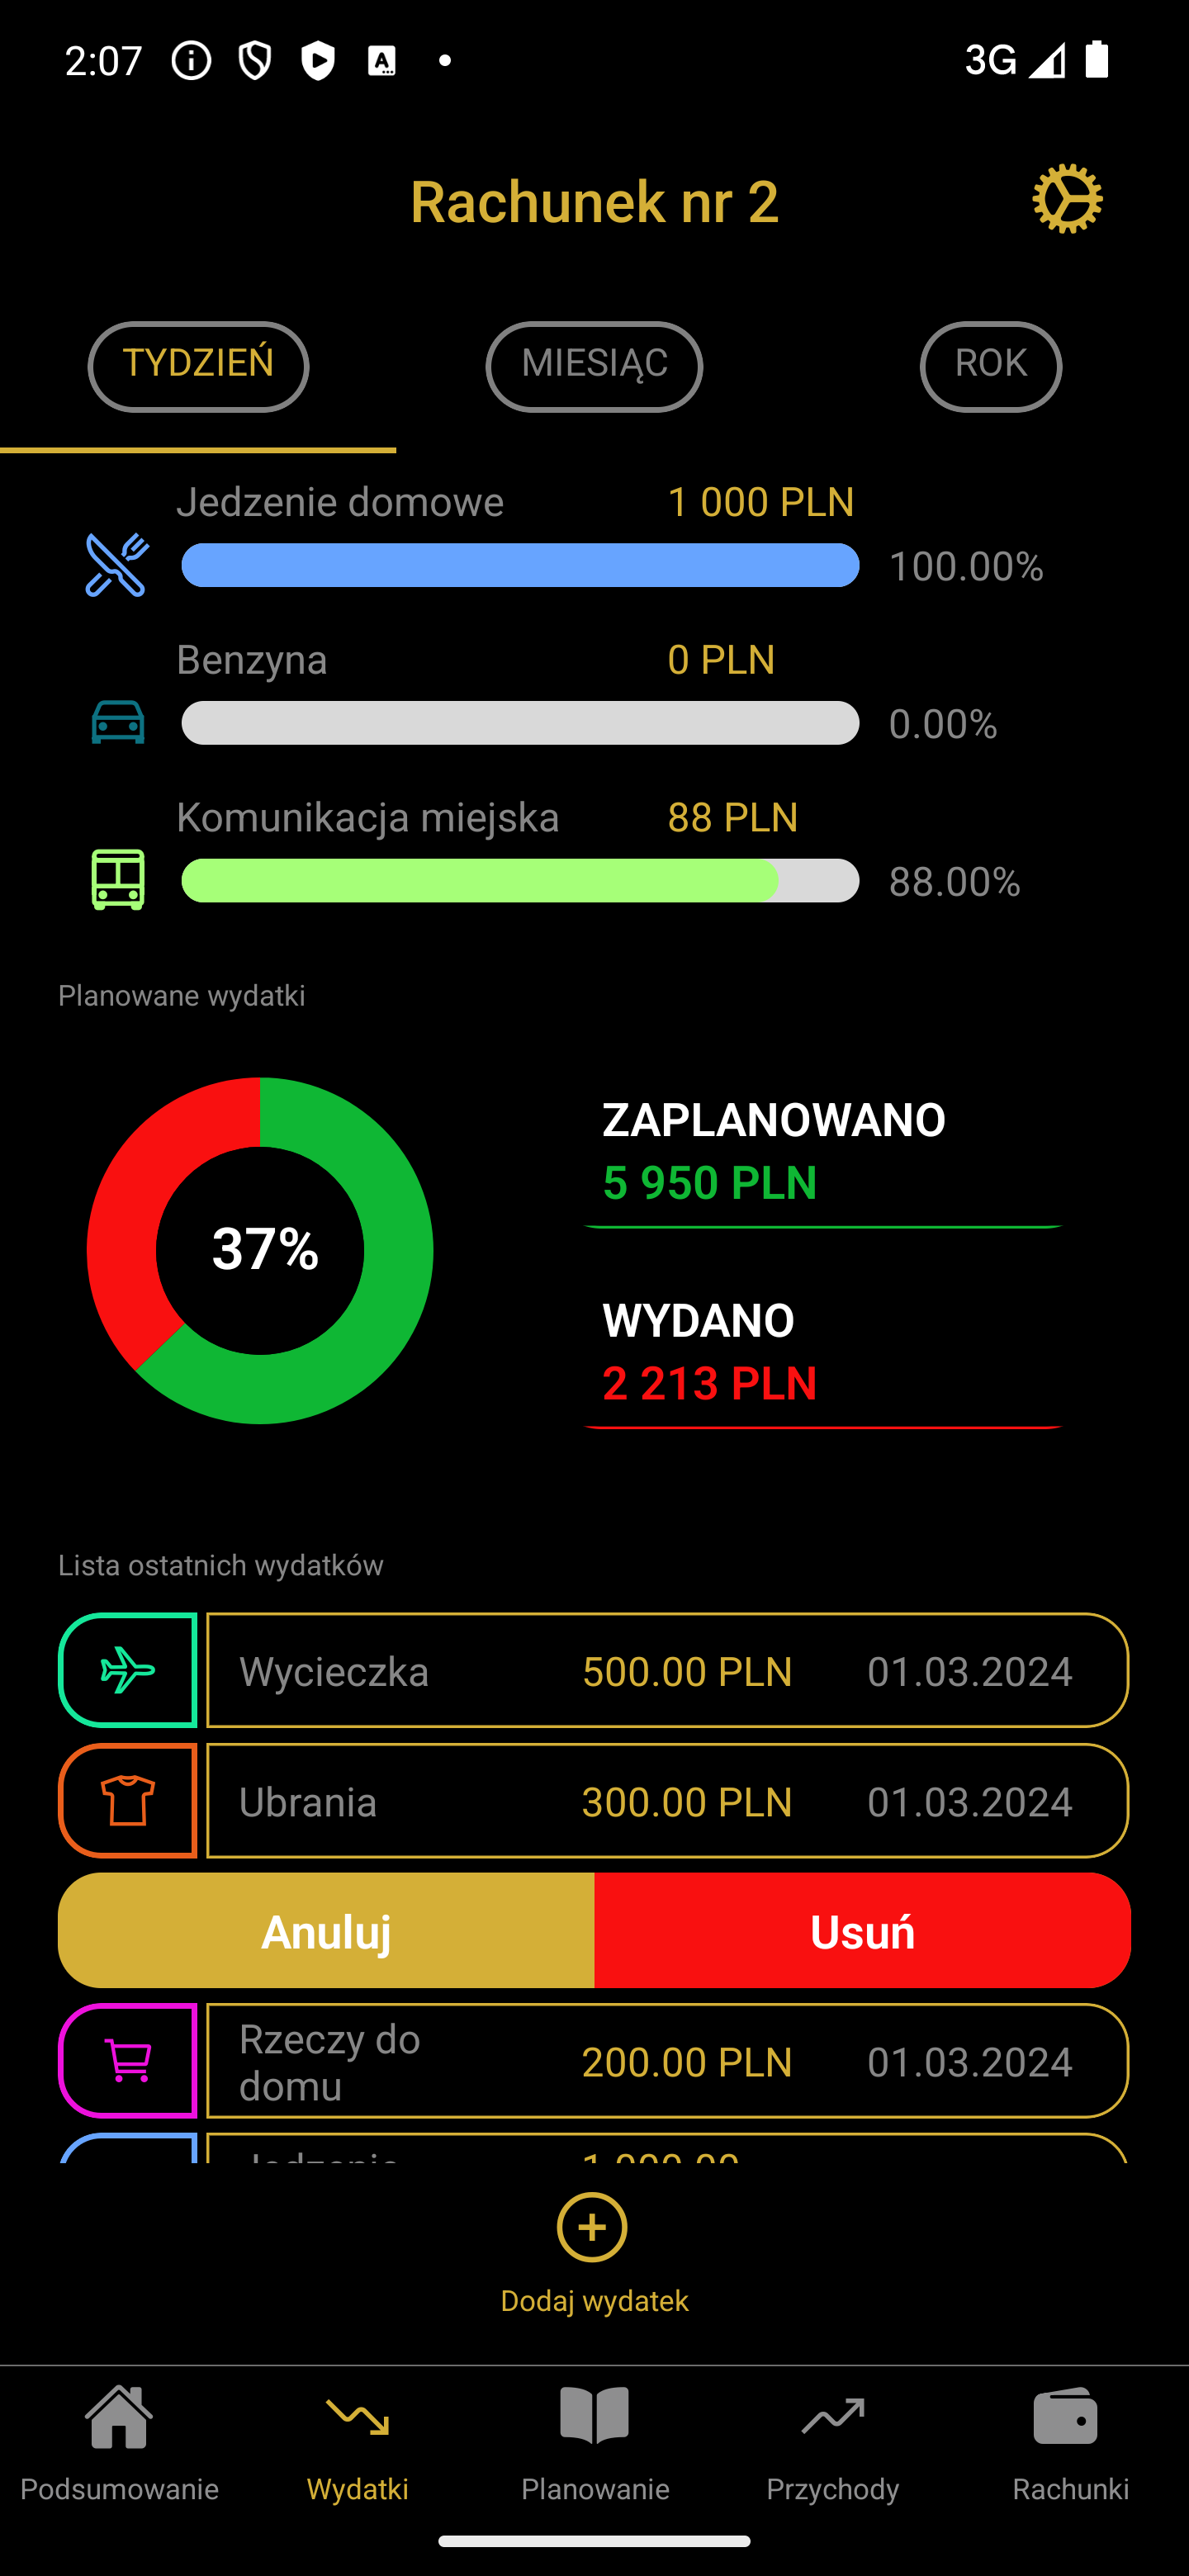 2:07
3G
Rachunek nr 2
TYDZIEŃ
MIESIĄC
ROK
Jedzenie domowe 1 000 PLN
100.00%
Benzyna 0 PLN
0.00%
Komunikacja miejska 88 PLN
88.00%
Planowane wydatki
37%
ZAPLANOWANO
5 950 PLN
WYDANO
2 213 PLN
Lista ostatnich wydatków
Wycieczka 500.00 PLN 01.03.2024
Ubrania 300.00 PLN 01.03.2024
Anuluj Usuń
Rzeczy do
domu 200.00 PLN 01.03.2024
Dodaj wydatek
Podsumowanie Wydatki Planowanie Przychody Rachunki